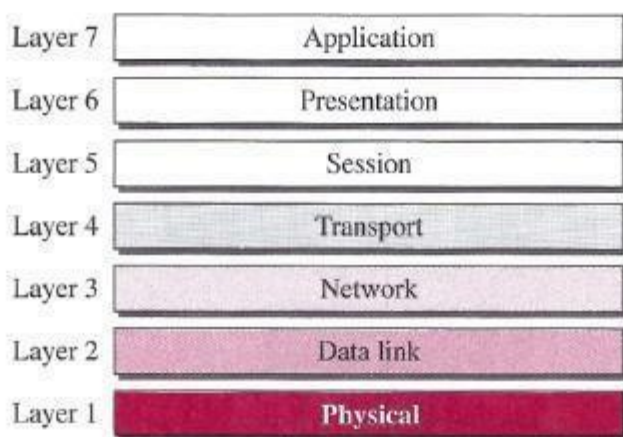 Layer 7 Application
Layer 6 Presentation
Layer 5 Session
Layer 4 Transport
Layer 3 Network
Layer 2 Data link
Layer 1 Physical